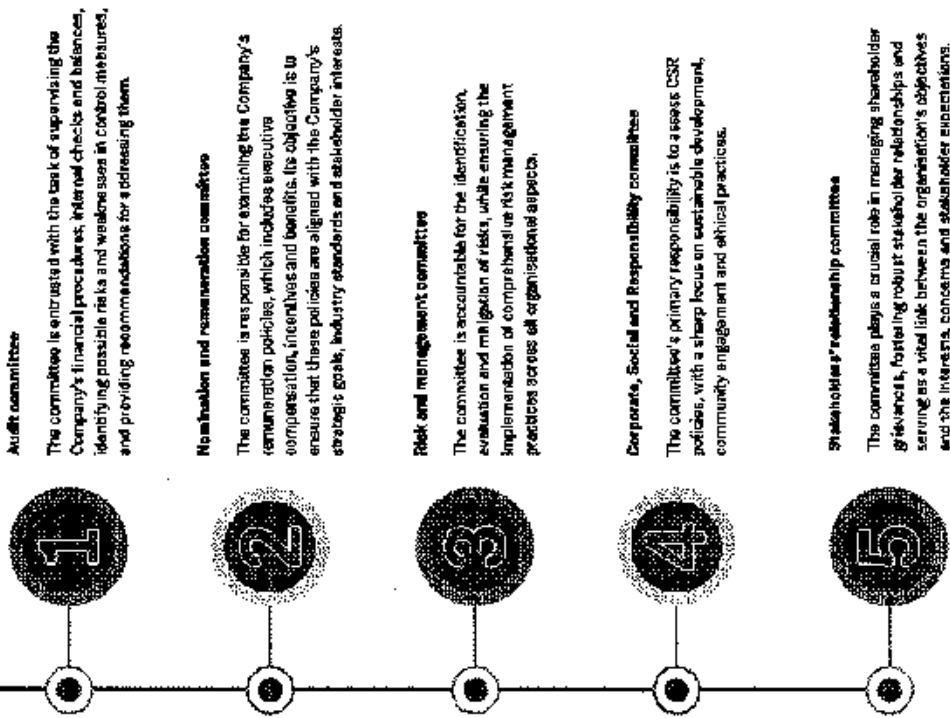 1
Audit committee
The committee is entrusted with the task of supervising the
Company's financial procedures, internal checks and balances,
identifying possible risks and weaknesses in control measures,
and providing recommendations for addressing them.
2
Nomination and remuneration committee
The committee is responsible for examining the Company's
remuneration policies, which includes executive
compensation, incentives and benefits. Its objective is to
ensure that these policies are aligned with the Company's
strategic goals, industry standards and stakeholder interests.
3
Risk and management committee
The committee is accountable for the identification,
evaluation and mitigation of risks, while ensuring the
implementation of comprehensive risk management
practices across all organisational aspects.
4
Corporate, Social and Responsibility committee
The committee's primary responsibility is to assess CSR
policies, with a sharp focus on sustainable development,
community engagement and ethical practices.
5
Stakeholders' relationship committee
The committee plays a crucial role in managing shareholder
grievances, fostering robust stakeholder relationships and
serving as a vital link between the organisation's objectives
and the interests, concerns and stakeholder expectations.